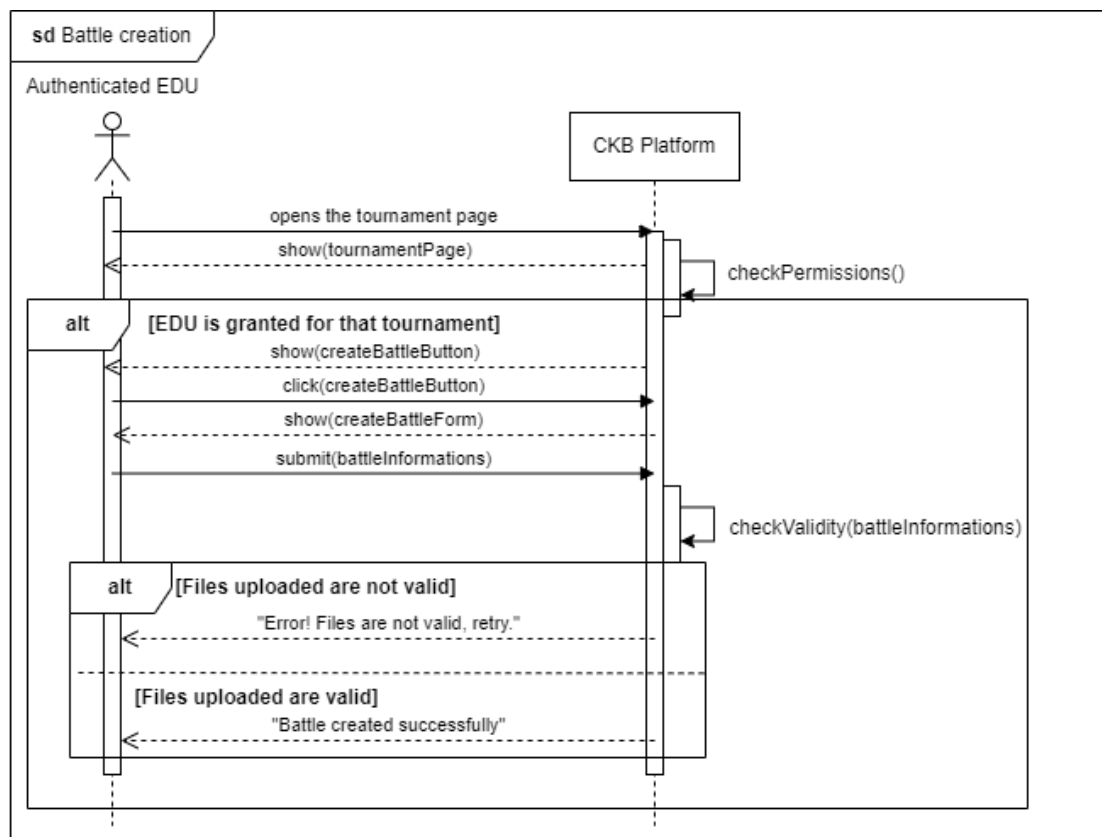 sd Battle creation
Authenticated EDU
CKB Platform
opens the tournament page
show(tournamentPage)
checkPermissions()
alt
[EDU is granted for that tournament]
show(createBattleButton)
click(createBattleButton)
show(createBattleForm)
submit(battleInformations)
checkValidity(battleInformations)
alt
[Files uploaded are not valid]
"Error! Files are not valid, retry."
[Files uploaded are valid]
"Battle created successfully"